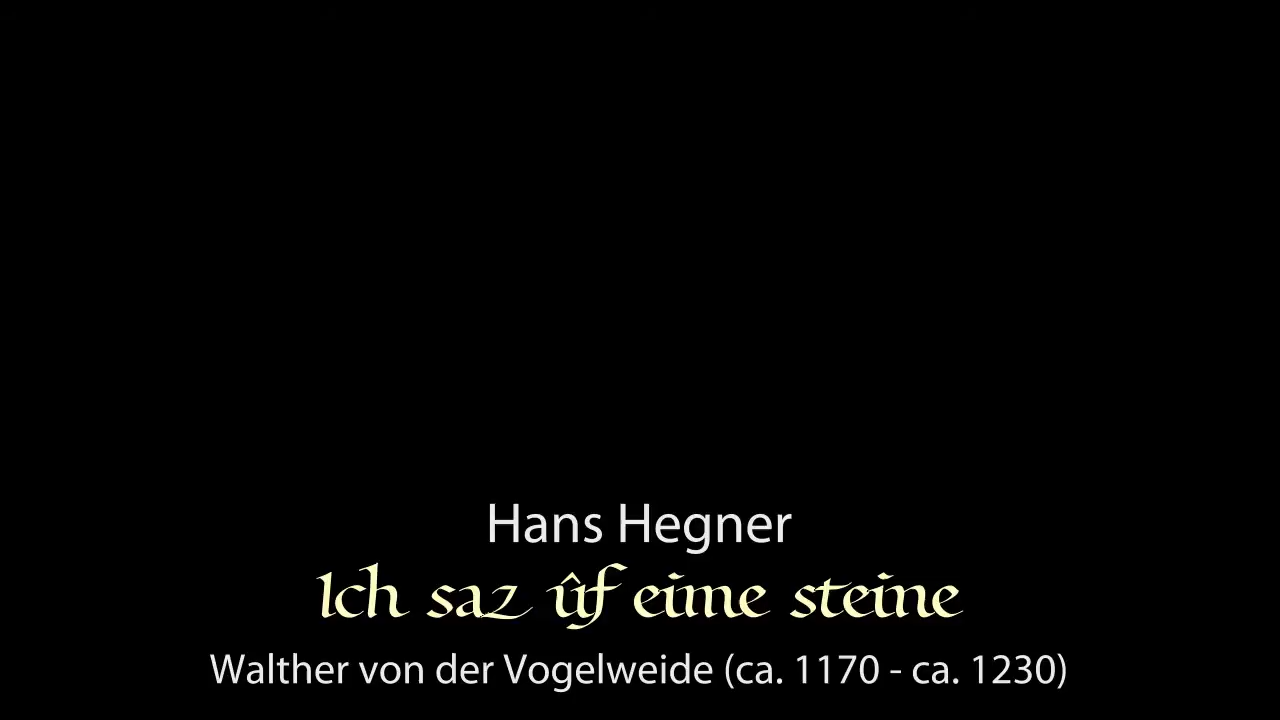 Hans Hegner
Ich saz ûf eime steine
Walther von der Vogelweide (ca. 1170 - ca. 1230)